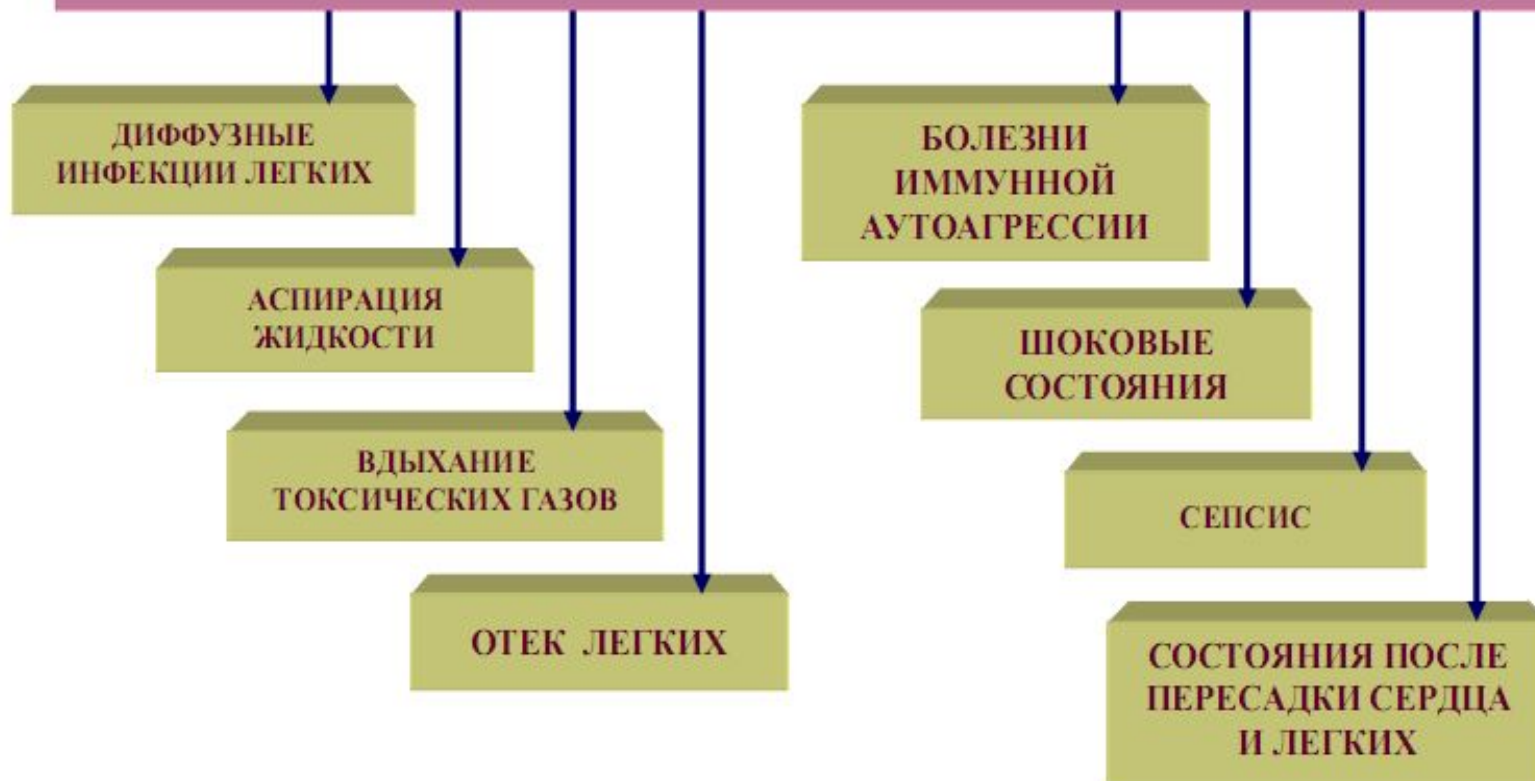 ДИФФУЗНЫЕ
ИНФЕКЦИИ ЛЕГКИХ
АСПИРАЦИЯ
ЖИДКОСТИ
ВДЫХАНИЕ
ТОКСИЧЕСКИХ ГАЗОВ
ОТЕК ЛЕГКИХ
БОЛЕЗНИ
ИММУННОЙ
АУТОАГРЕССИИ
ШОКОВЫЕ
СОСТОЯНИЯ
СЕПСИС
СОСТОЯНИЯ ПОСЛЕ
ПЕРЕСАДКИ СЕРДЦА
И ЛЕГКИХ